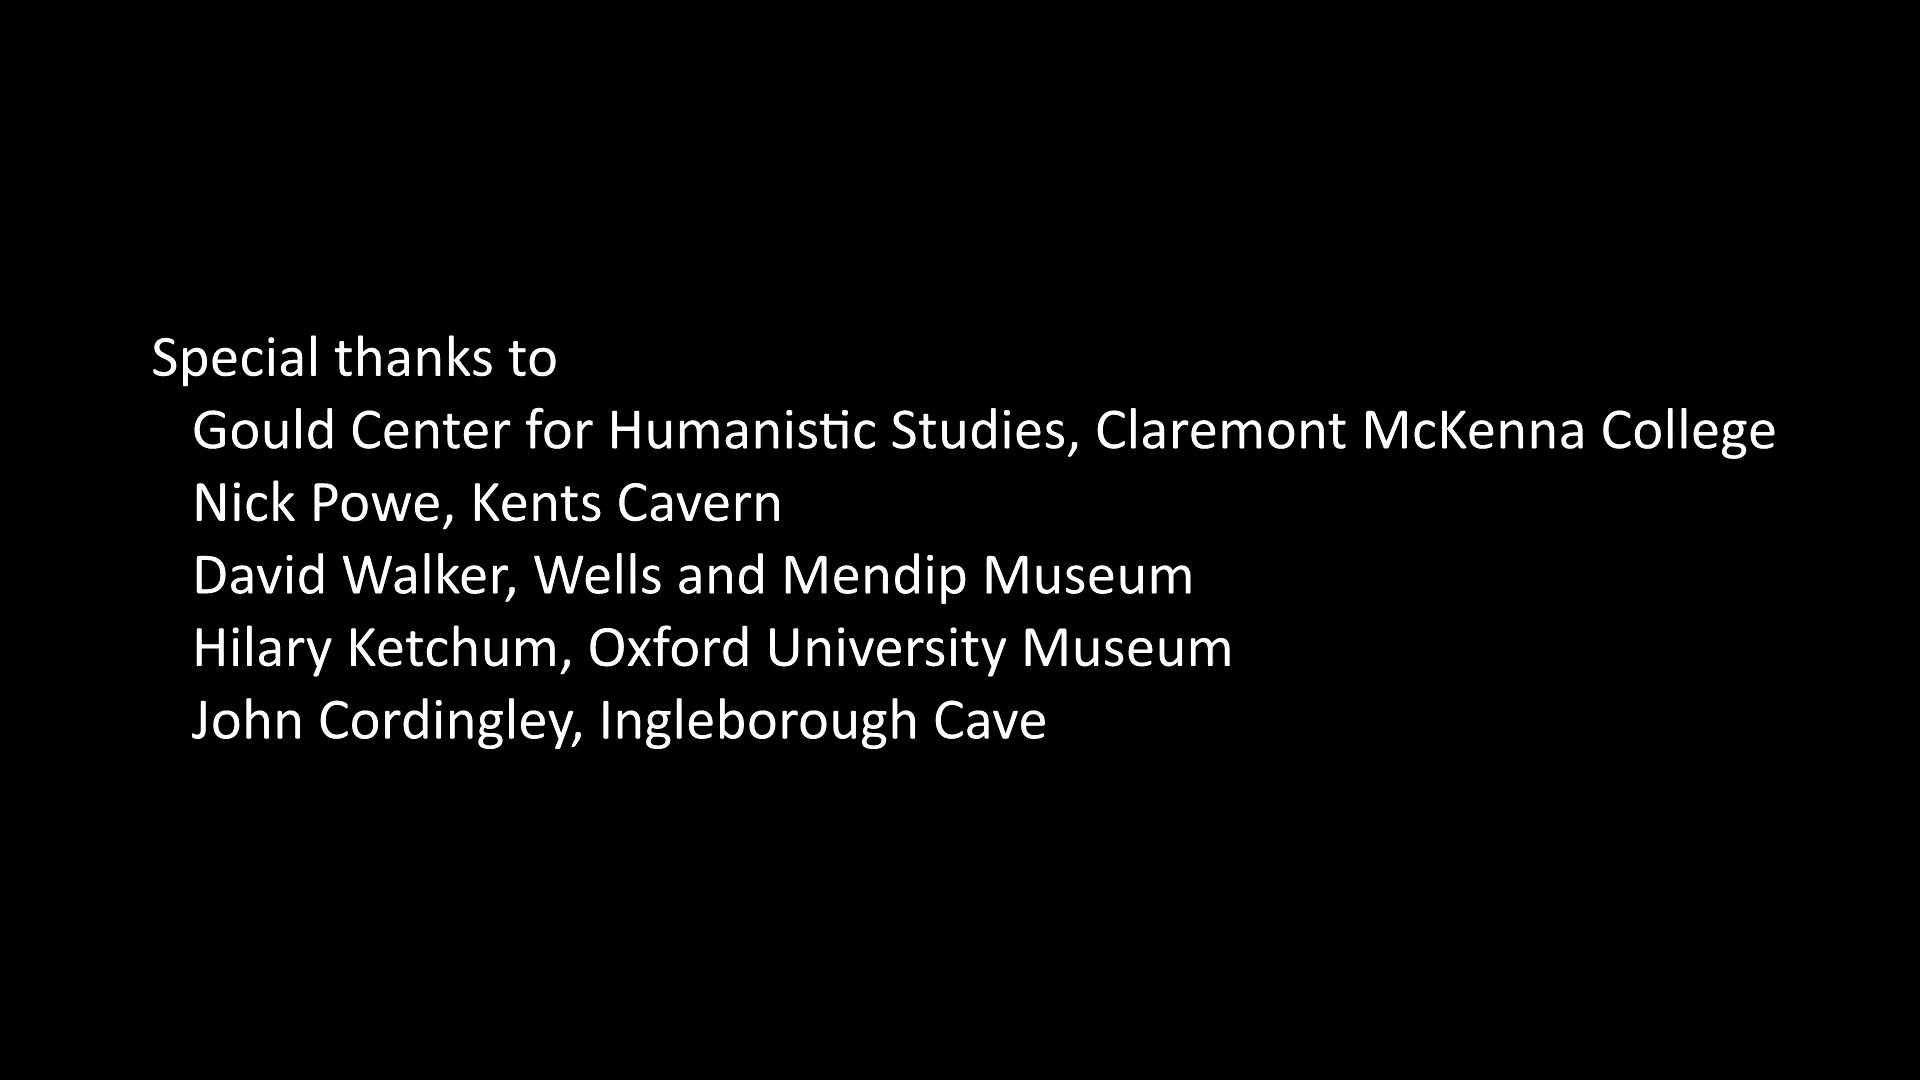 Special thanks to
Gould Center for Humanistic Studies, Claremont McKenna College
Nick Powe, Kents Cavern
David Walker, Wells and Mendip Museum
Hilary Ketchum, Oxford University Museum
John Cordingley, Ingleborough Cave